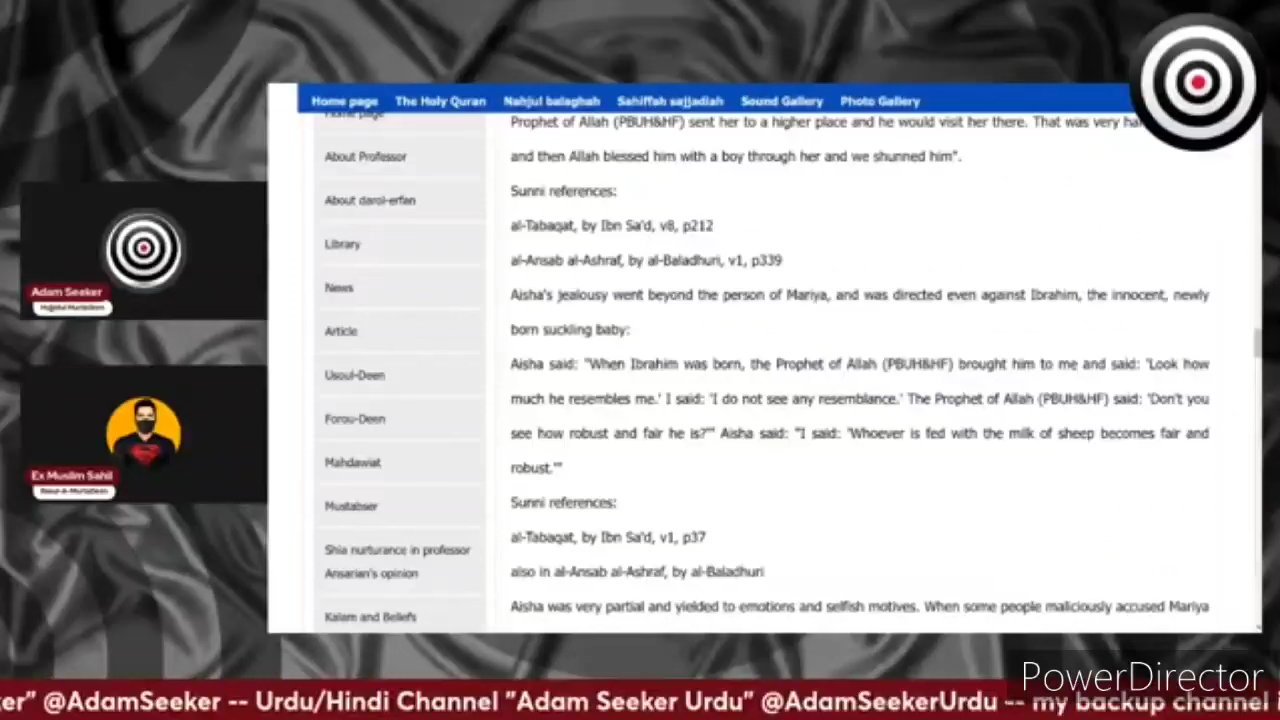 Home page The Holy Quran Nahjul balaghah Sahiffah sajjadiah Sound Gallery Photo Gallery
Home page
About Professor
About darol-erfan
Library
News
Article
Usoul-Deen
Forou-Deen
Mahdawiat
Mustabser
Shia nurturance in professor
Ansarian's opinion
Kalam and Beliefs
Prophet of Allah (PBUH&HF) sent her to a higher place and he would visit her there. That was very
and then Allah blessed him with a boy through her and we shunned him".
Sunni references:
al-Tabaqat, by Ibn Sa'd, v8, p212
al-Ansab al-Ashraf, by al-Baladhuri, v1, p339
Aisha's jealousy went beyond the person of Mariya, and was directed even against Ibrahim, the innocent, newly
born suckling baby:
Aisha said: "When Ibrahim was born, the Prophet of Allah (PBUH&HF) brought him to me and said: 'Look how
much he resembles me.' I said: 'I do not see any resemblance.' The Prophet of Allah (PBUH&HF) said: 'Don't you
see how robust and fair he is?'" Aisha said: "I said: 'Whoever is fed with the milk of sheep becomes fair and
robust.'"
Sunni references:
al-Tabaqat, by Ibn Sa'd, v1, p37
also in al-Ansab al-Ashraf, by al-Baladhuri
Aisha was very partial and yielded to emotions and selfish motives. When some people maliciously accused Mariya
Adam Seeker
Ex Muslim Sahil
PowerDirector
er" @AdamSeeker -- Urdu/Hindi Channel "Adam Seeker Urdu" @AdamSeekerUrdu -- my backup channel